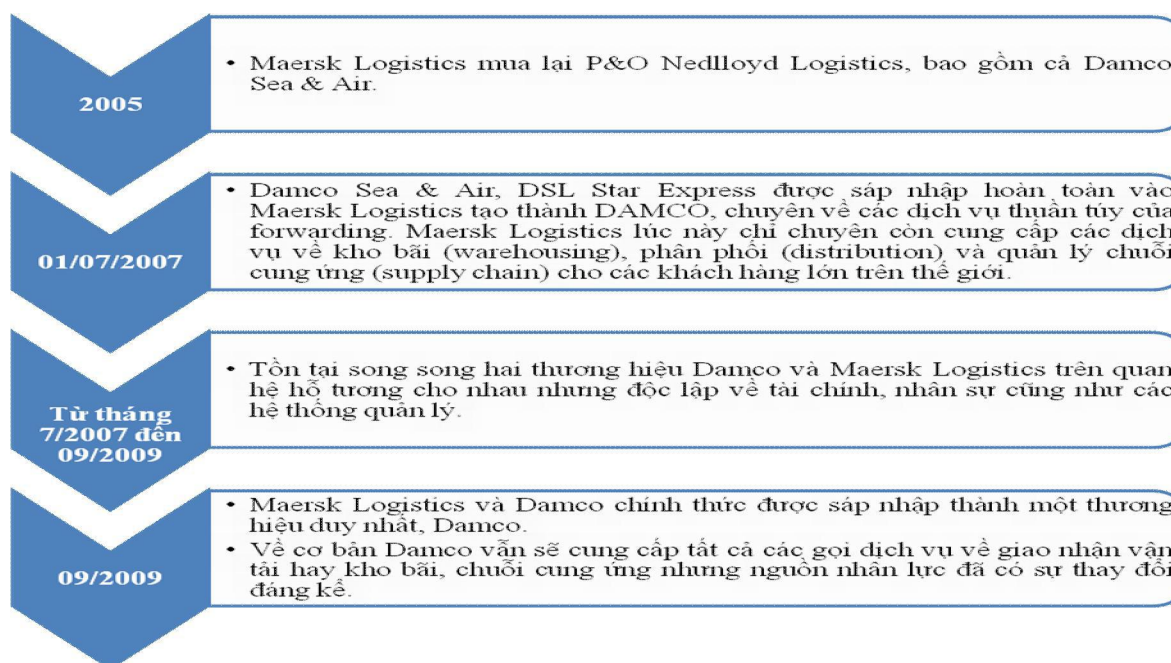 2005
• Maersk Logistics mua lại P&O Nedlloyd Logistics, bao gồm cả Damco
Sea & Air.
01/07/2007
• Damco Sea & Air, DSL Star Express được sáp nhập hoàn toàn vào
Maersk Logistics tạo thành DAMCO, chuyên về các dịch vụ thuần túy của
forwarding. Maersk Logistics lúc này chỉ chuyên còn cung cấp các dịch
vụ về kho bãi (warehousing), phân phối (distribution) và quản lý chuỗi
cung ứng (supply chain) cho các khách hàng lớn trên thế giới.
Từ tháng
7/2007 đến
09/2009
• Tồn tại song song hai thương hiệu Damco và Maersk Logistics trên quan
hệ hỗ tương cho nhau nhưng độc lập về tài chính, nhân sự cũng như các
hệ thống quản lý.
09/2009
• Maersk Logistics và Damco chính thức được sáp nhập thành một thương
hiệu duy nhất, Damco.
• Về cơ bản Damco vẫn sẽ cung cấp tất cả các gọi dịch vụ về giao nhận vận
tải hay kho bãi, chuỗi cung ứng nhưng nguồn nhân lực đã có sự thay đổi
đáng kể.